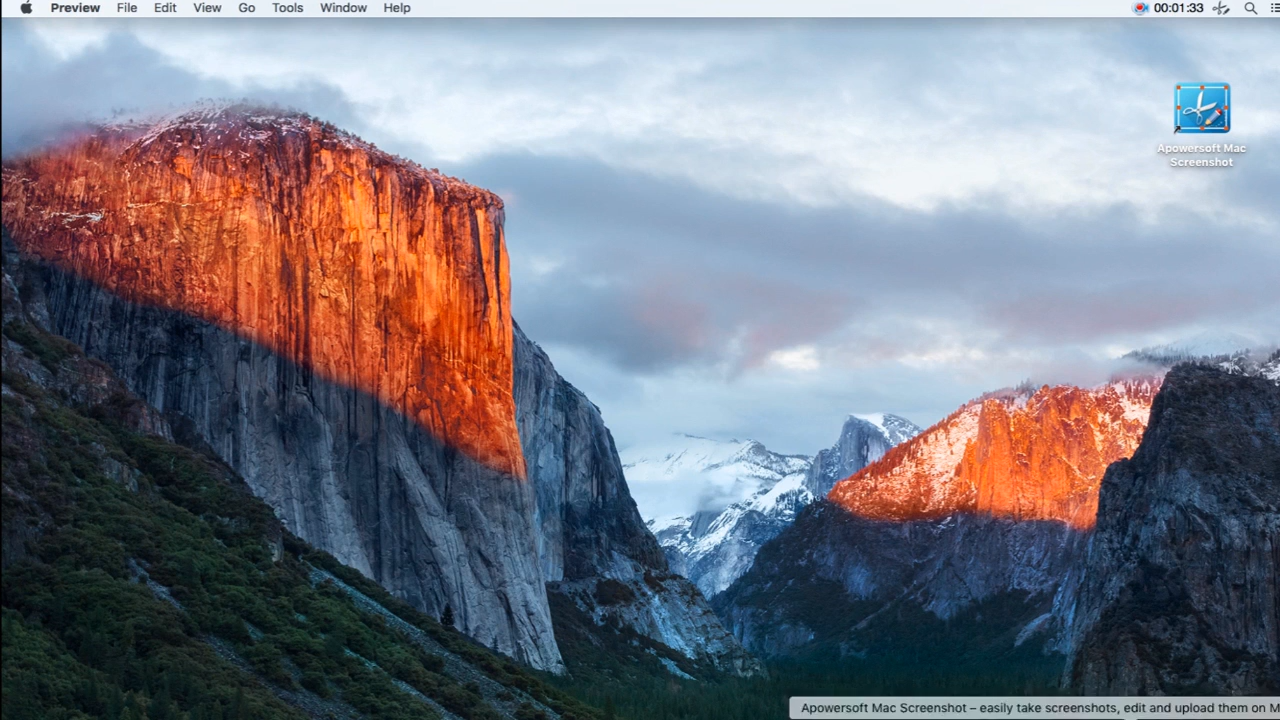 Preview File Edit View Go Tools Window Help 00:01:33
Apowersoft Mac
Screenshot
Apowersoft Mac Screenshot – easily take screenshots, edit and upload them on M